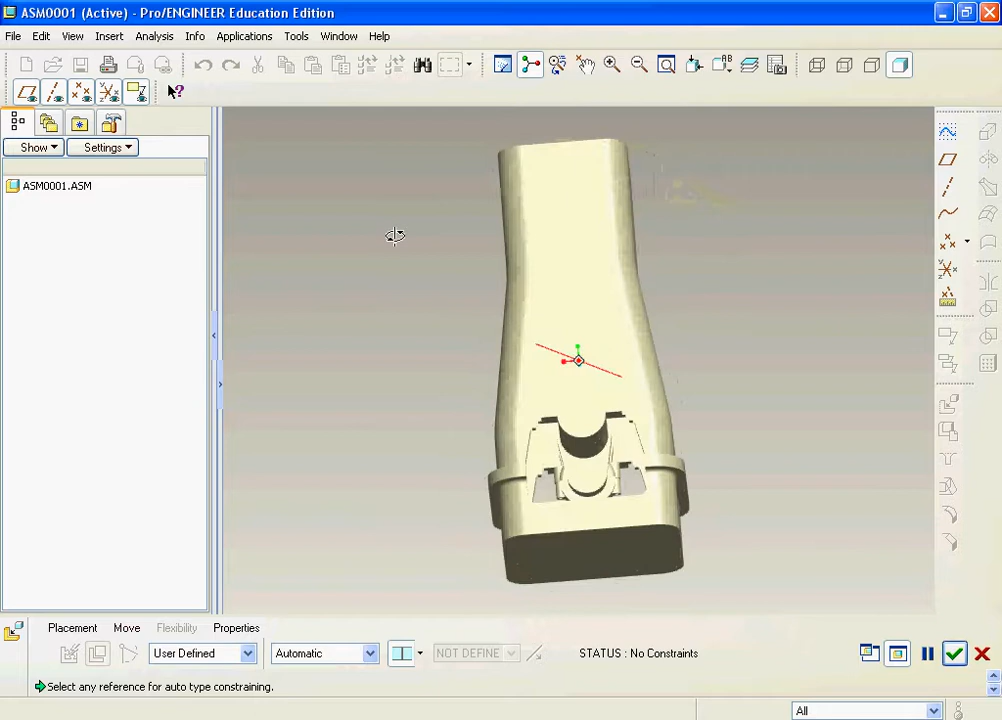 ASM0001 (Active) - Pro/ENGINEER Education Edition
File Edit View Insert Analysis Info Applications Tools Window Help
Show Settings
ASM0001.ASM
Placement Move Flexibility Properties
User Defined Automatic NOT DEFINE STATUS : No Constraints
Select any reference for auto type constraining.
All